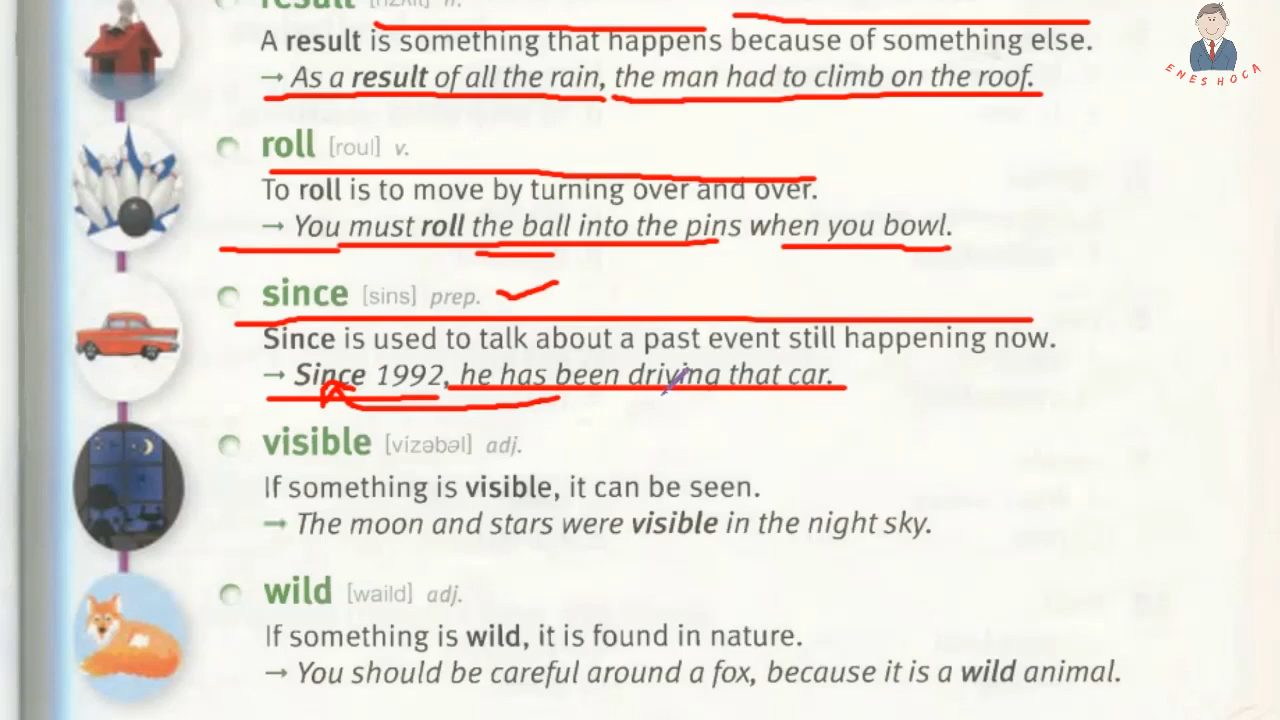 result [rizʌlt] n.
A result is something that happens because of something else.
→ As a result of all the rain, the man had to climb on the roof.
roll [roul] v.
To roll is to move by turning over and over.
→ You must roll the ball into the pins when you bowl.
since [sins] prep.
Since is used to talk about a past event still happening now.
→ Since 1992, he has been driving that car.
visible [vizəbəl] adj.
If something is visible, it can be seen.
→ The moon and stars were visible in the night sky.
wild [waild] adj.
If something is wild, it is found in nature.
→ You should be careful around a fox, because it is a wild animal.
ENES HOCA